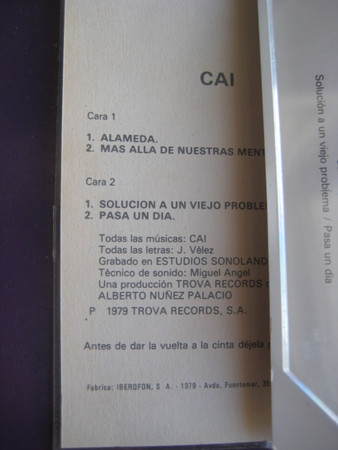 CAI
Cara 1
1. ALAMEDA.
2. MAS ALLA DE NUESTRAS MENT
Cara 2
1. SOLUCION A UN VIEJO PROBLE
2. PASA UN DIA.
Todas las músicas: CAI
Todas las letras: J. Vélez
Grabado en ESTUDIOS SONOLAND
Técnico de sonido: Miguel Angel
Una producción TROVA RECORDS
ALBERTO NUÑEZ PALACIO
P 1979 TROVA RECORDS, S.A.
Antes de dar la vuelta a la cinta déjela
Fabrica: IBEROFON, S. A. - 1979 - Avda. Fuentemar,
Solución a un viejo problema / Pasa un día